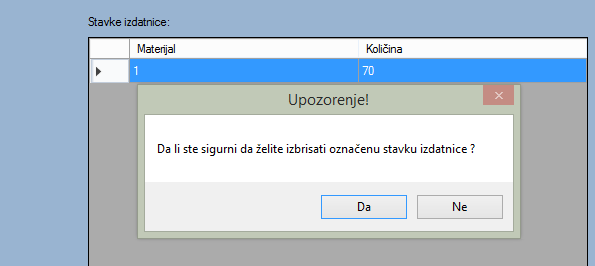 Stavke izdatnice:
Materijal Količina
1 70
Upozorenje!
Da li ste sigurni da želite izbrisati označenu stavku izdatnice ?
Da Ne